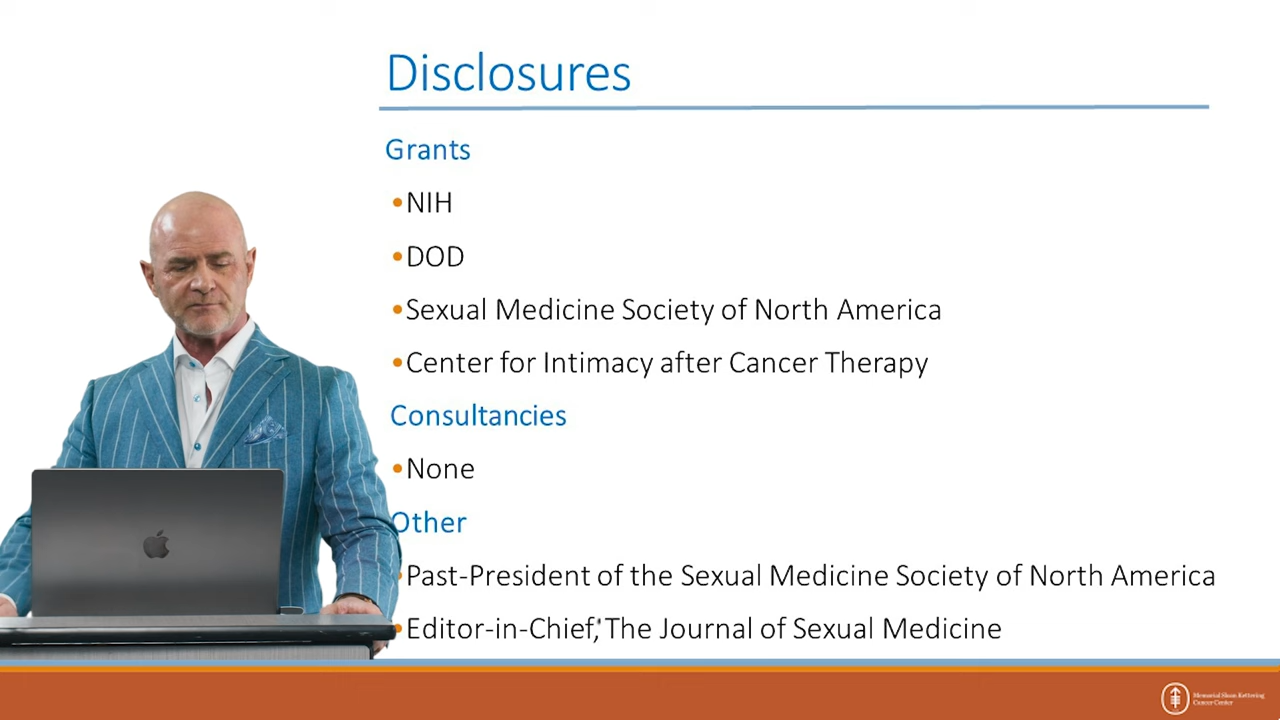 Disclosures
Grants
•NIH
•DOD
•Sexual Medicine Society of North America
•Center for Intimacy after Cancer Therapy
Consultancies
•None
Other
•Past-President of the Sexual Medicine Society of North America
•Editor-in-Chief, The Journal of Sexual Medicine
Memorial Sloan Kettering
Cancer Center